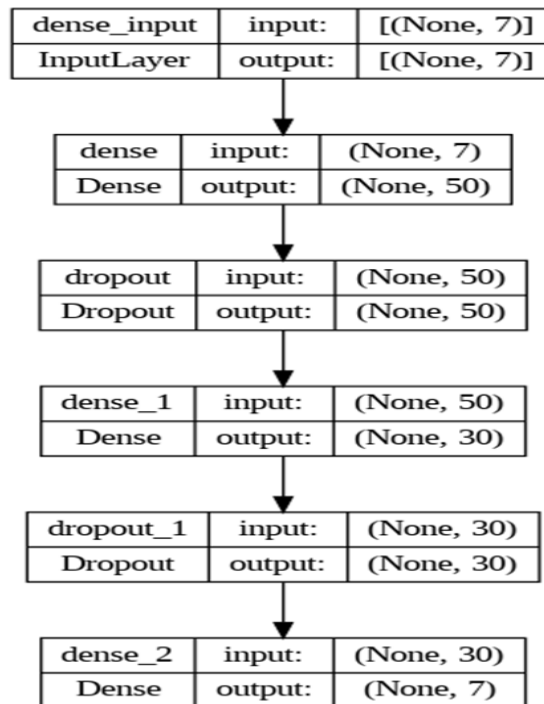 dense_input input: [(None, 7)]
InputLayer output: [(None, 7)]
dense input: (None, 7)
Dense output: (None, 50)
dropout input: (None, 50)
Dropout output: (None, 50)
dense_1 input: (None, 50)
Dense output: (None, 30)
dropout_1 input: (None, 30)
Dropout output: (None, 30)
dense_2 input: (None, 30)
Dense output: (None, 7)